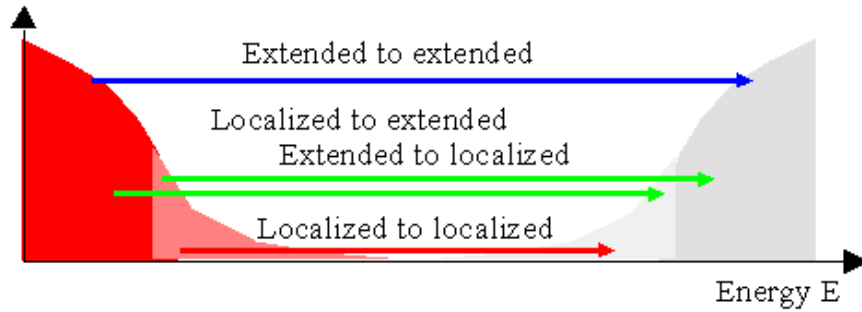 Extended to extended
Localized to extended
Extended to localized
Localized to localized
Energy E